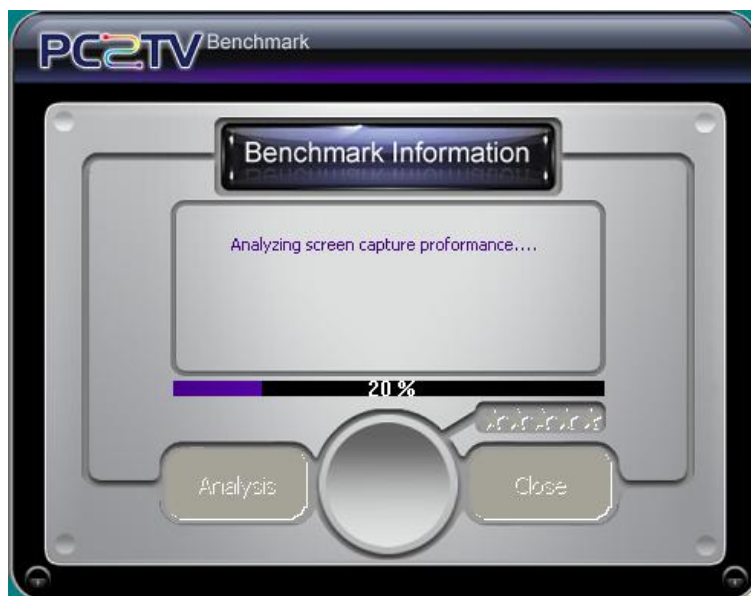 PC2TV Benchmark
Benchmark Information
Analyzing screen capture proformance....
20 %
Analysis
Close